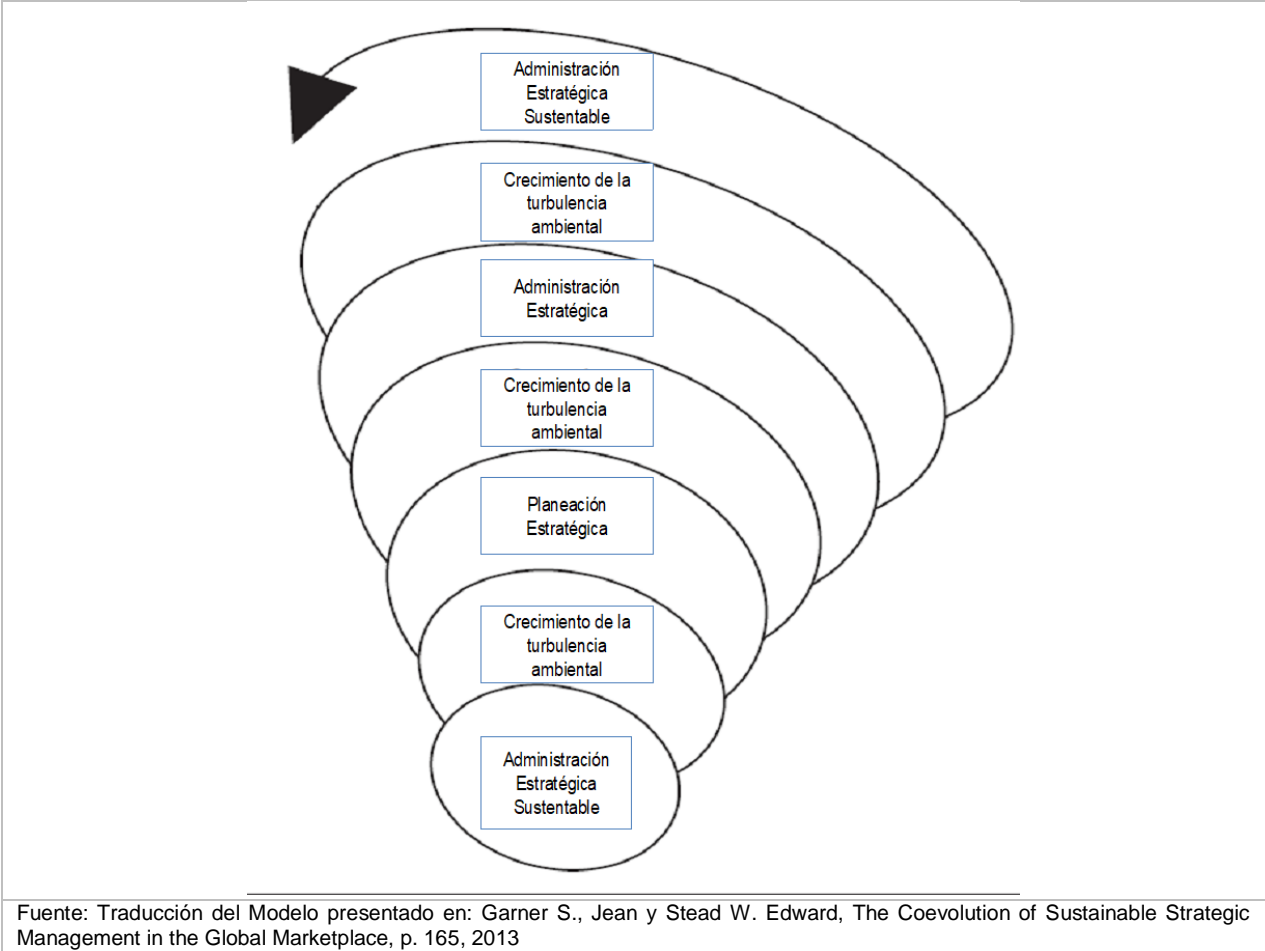 Administración
Estratégica
Sustentable
Crecimiento de la
turbulencia
ambiental
Administración
Estratégica
Crecimiento de la
turbulencia
ambiental
Planeación
Estratégica
Crecimiento de la
turbulencia
ambiental
Administración
Estratégica
Sustentable
Fuente: Traducción del Modelo presentado en: Garner S., Jean y Stead W. Edward, The Coevolution of Sustainable Strategic
Management in the Global Marketplace, p. 165, 2013